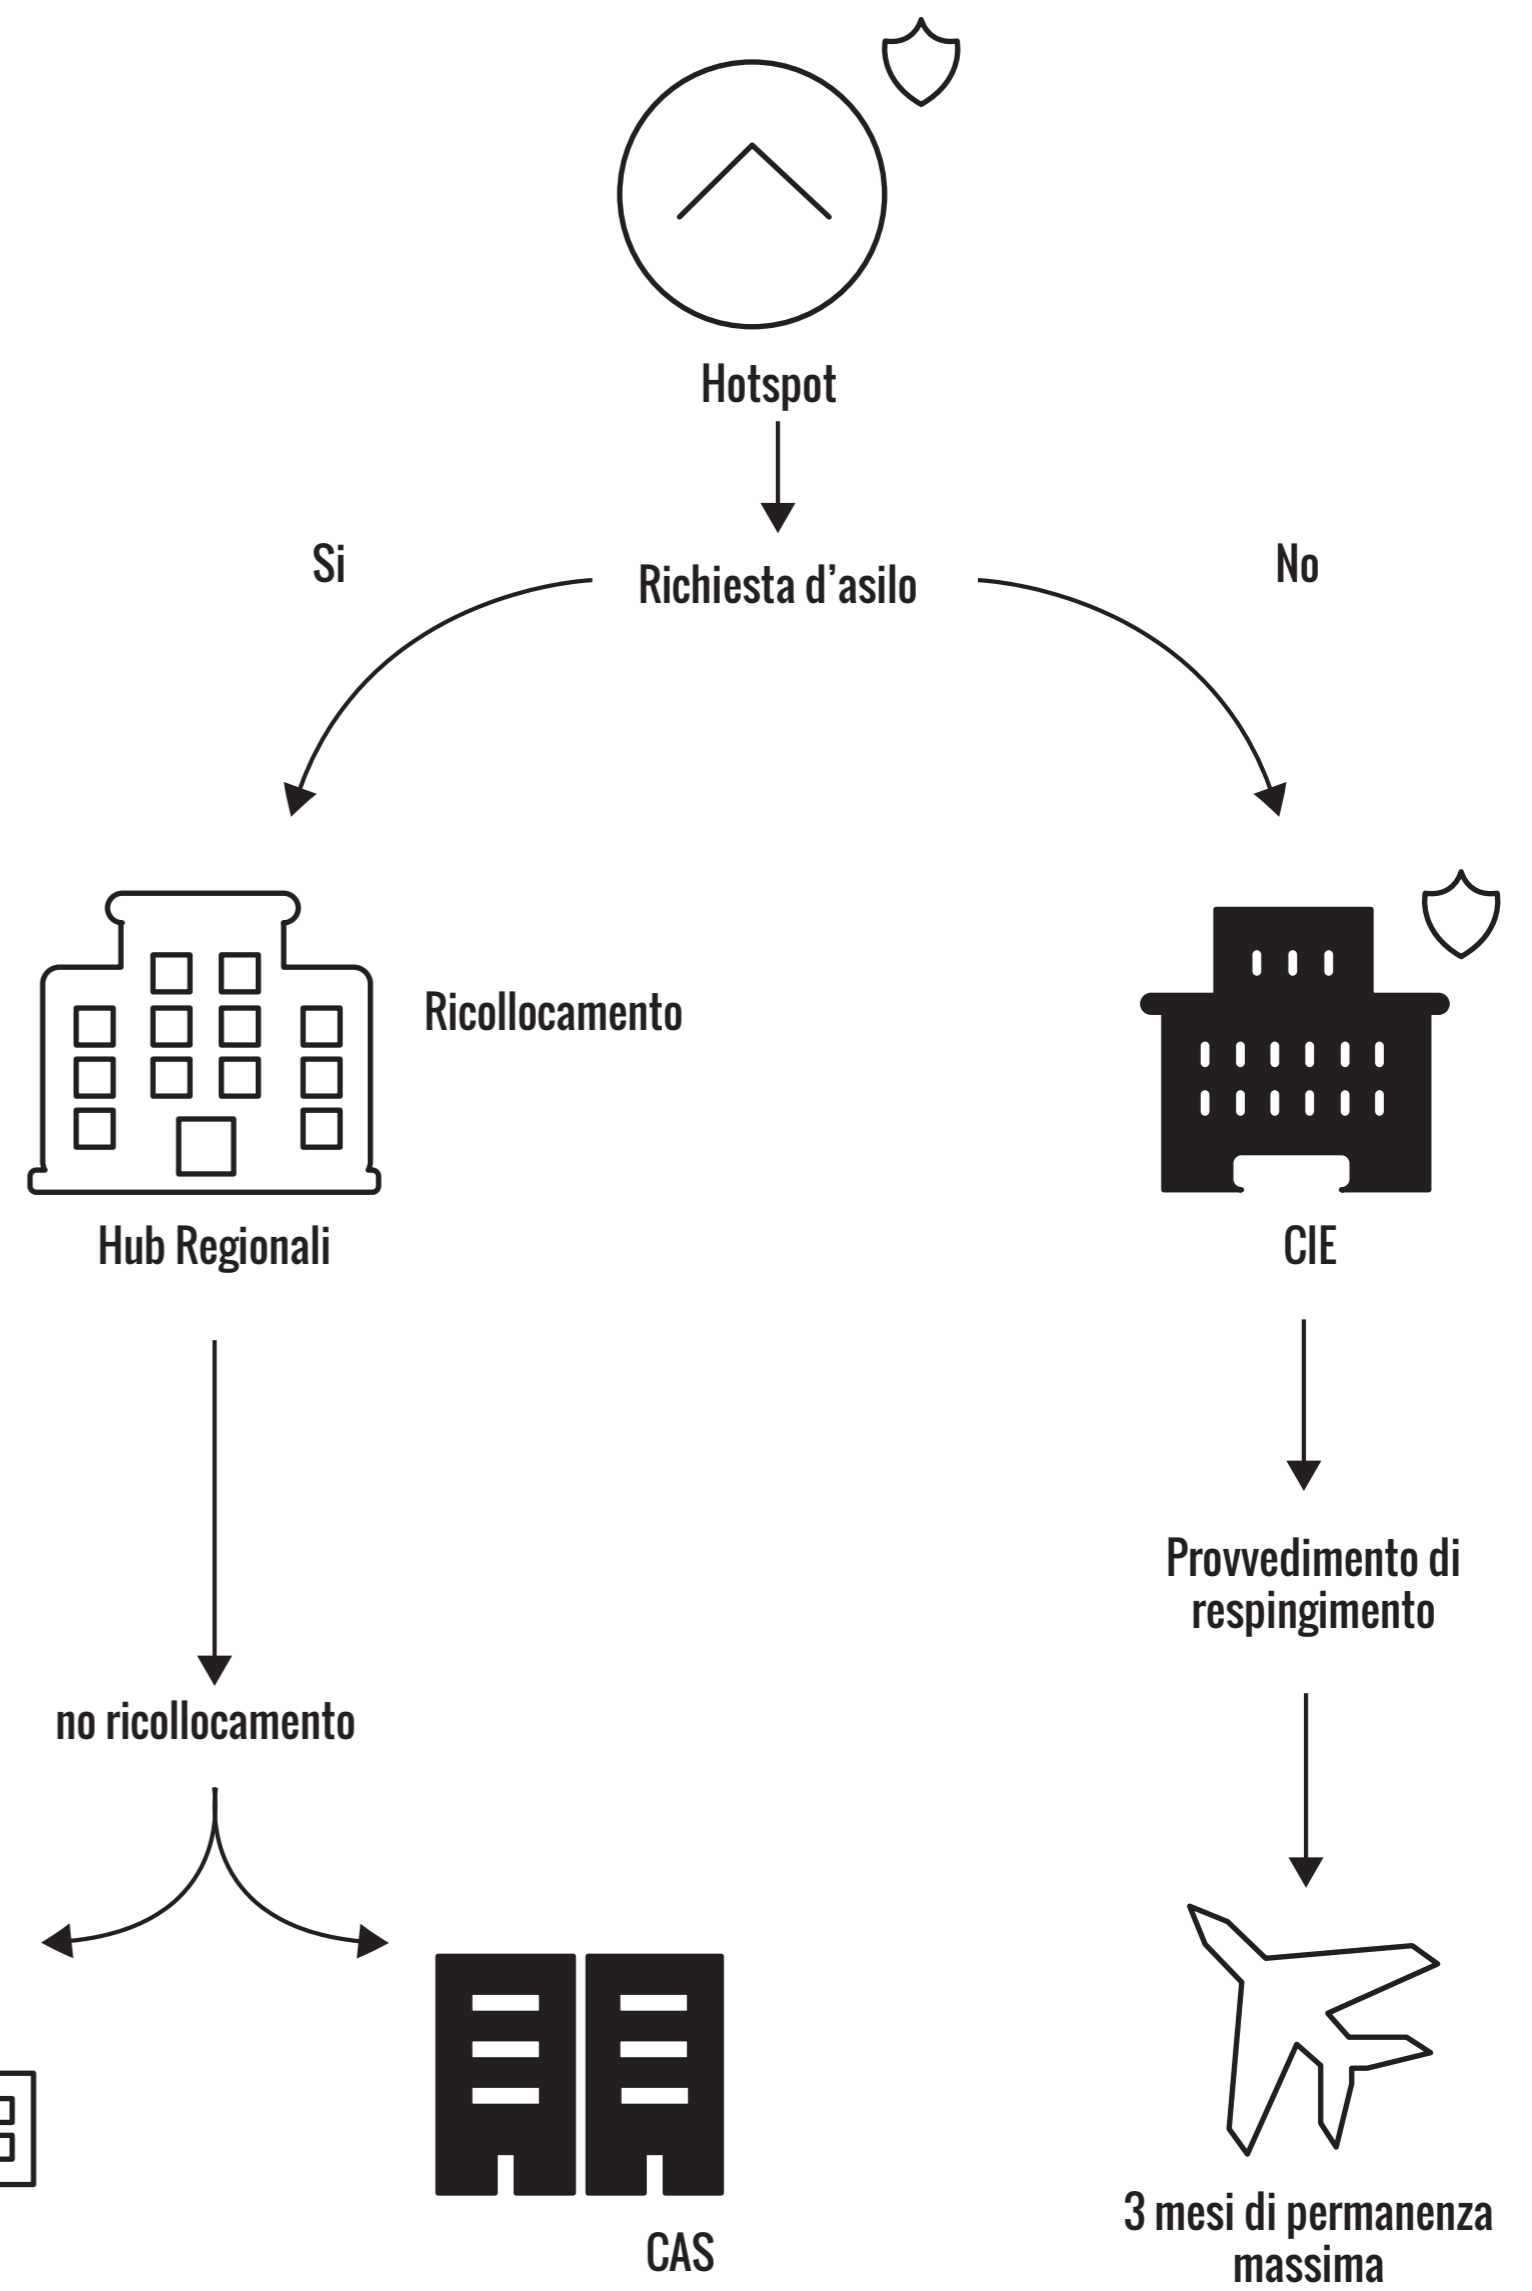 Hotspot
Si
Richiesta d’asilo
No
Ricollocamento
Hub Regionali
CIE
Provvedimento di
respingimento
no ricollocamento
CAS
3 mesi di permanenza
massima